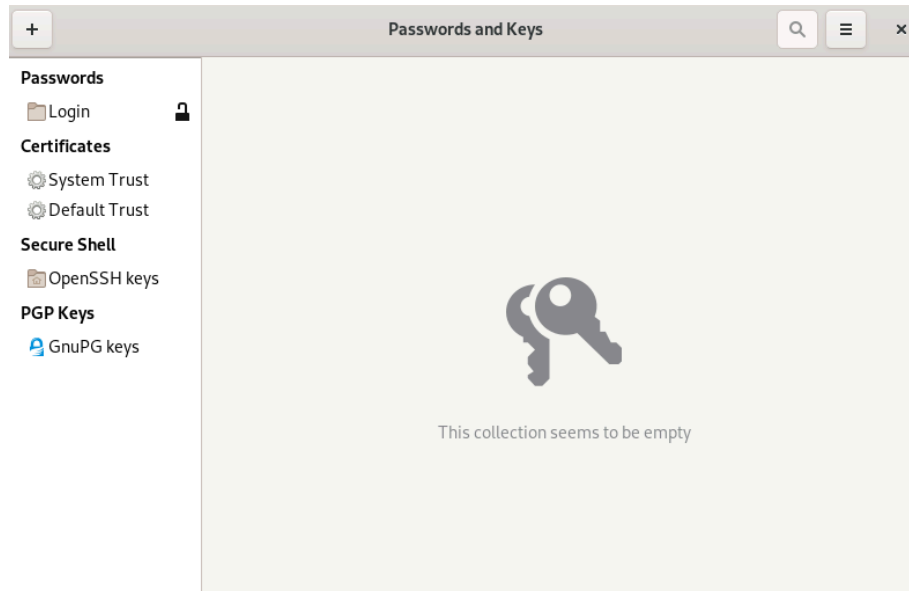 Passwords and Keys
Passwords
Login
Certificates
System Trust
Default Trust
Secure Shell
OpenSSH keys
PGP Keys
GnuPG keys
This collection seems to be empty